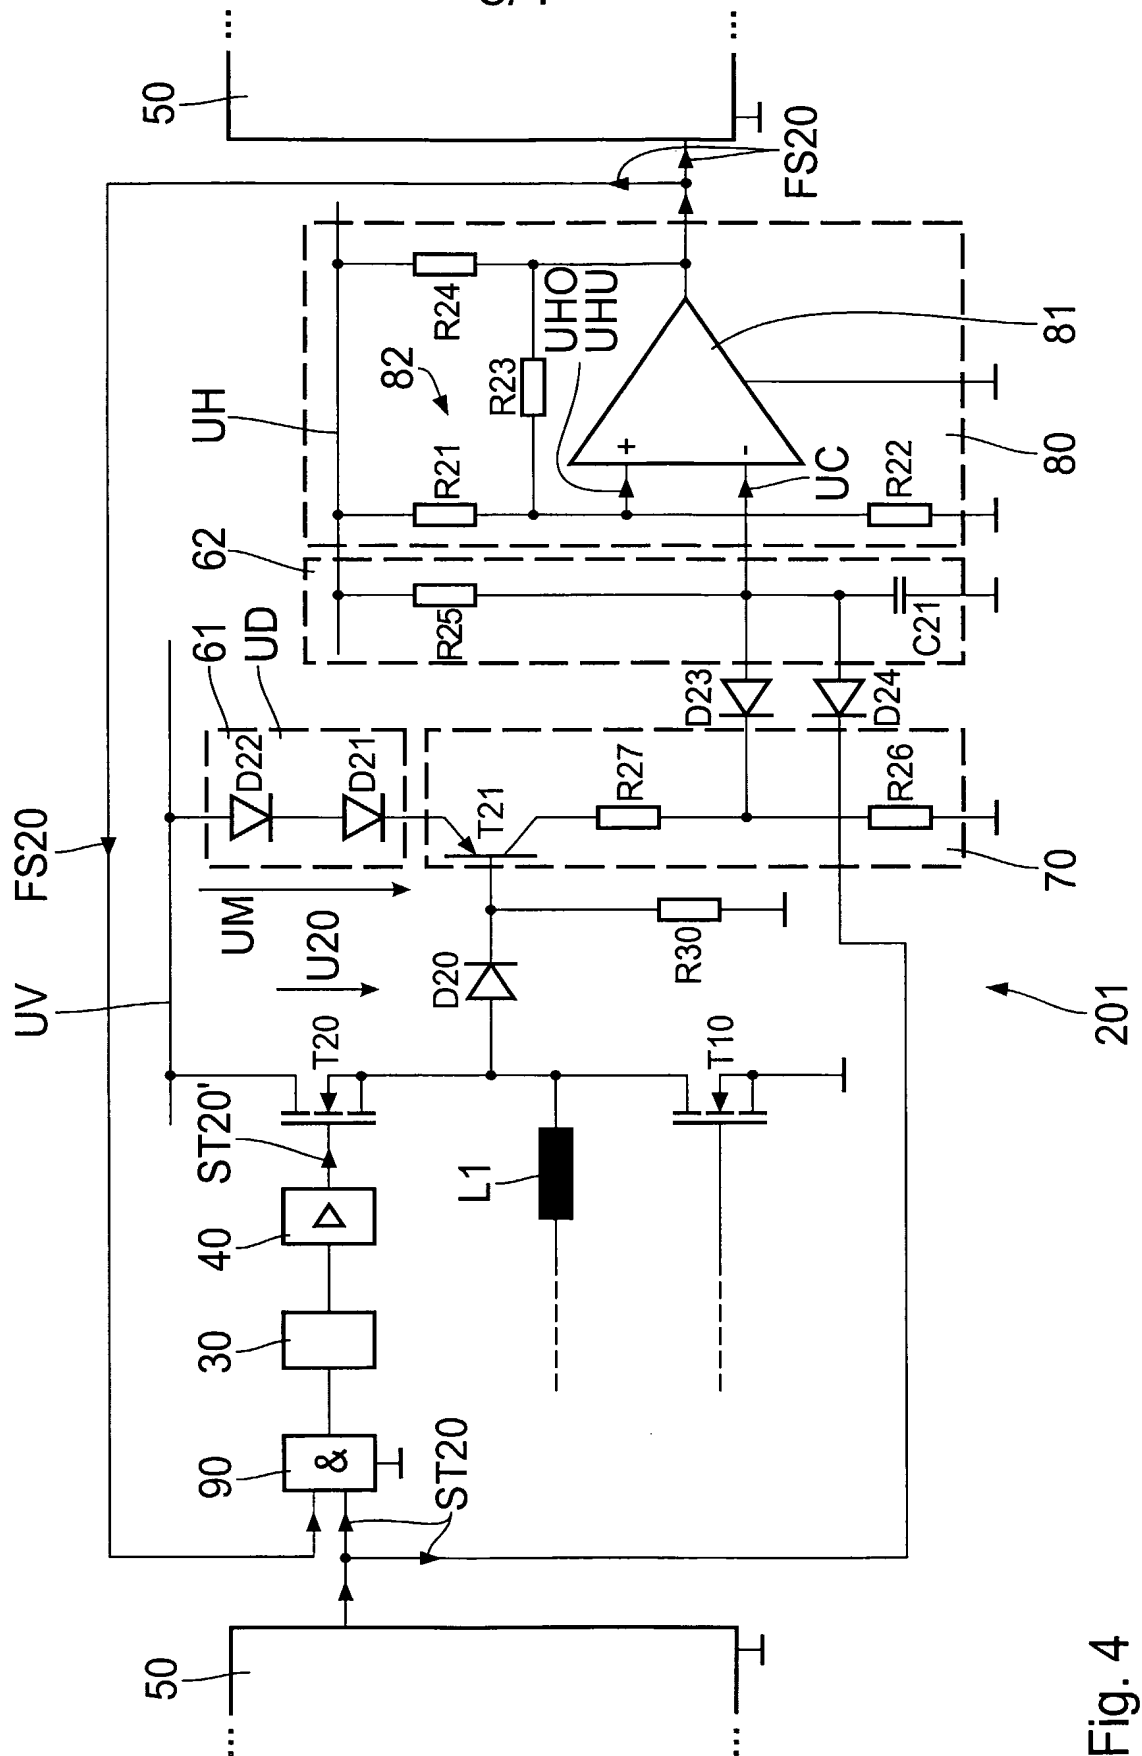 50
50
FS20
UV
UH
UHO
UHU
R24
82
R23
R21
+
-
UC
R22
81
80
FS20
62
61
UD
R25
C21
D23
D24
D22
D21
T21
R27
R26
70
UM
U20
D20
R30
201
T20
T10
ST20'
L1
40
30
90
&
ST20
Fig. 4